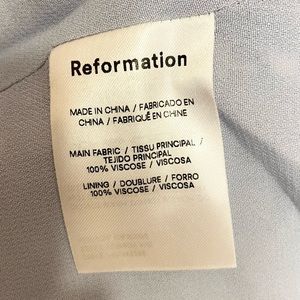 Reformation
MADE IN CHINA / FABRICADO EN
CHINA / FABRIQUÉ EN CHINE
MAIN FABRIC / TISSU PRINCIPAL /
TEJIDO PRINCIPAL
100% VISCOSE / VISCOSA
LINING / DOUBLURE / FORRO
100% VISCOSE / VISCOSA